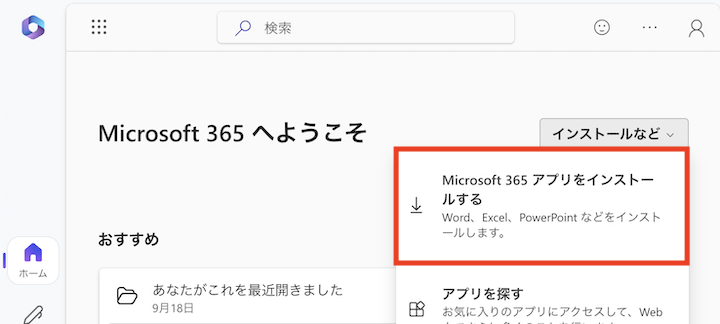 検索
Microsoft 365 へようこそ
インストールなど
Microsoft 365 アプリをインストー
ルする
Word、Excel、PowerPoint などをインスト
ールします。
おすすめ
ホーム
あなたがこれを最近開きました
9月18日
アプリを探す
お気に入りのアプリにアクセスして、Web